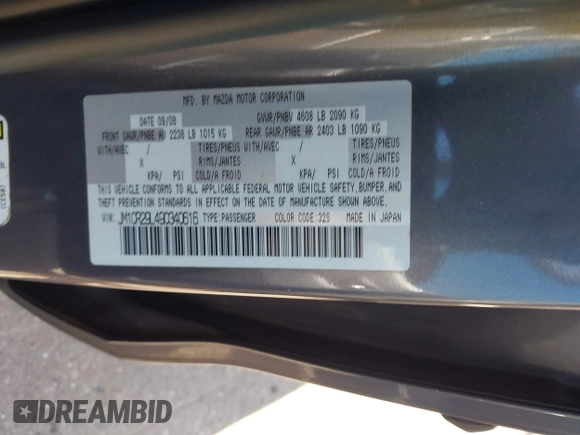 MFD. BY MAZDA MOTOR CORPORATION
DATE 09/08 GVWR/PNBV 4608 LB 2090 KG
FRONT GAWR/PNBE AV 2238 LB 1015 KG REAR GAWR/PNBE AR 2403 LB 1090 KG
WITH/AVEC / TIRES/PNEUS WITH/AVEC / TIRES/PNEUS
X RIMS/JANTES X RIMS/JANTES
KPA/ PSI COLD/A FROID KPA/ PSI COLD/A FROID
THIS VEHICLE CONFORMS TO ALL APPLICABLE FEDERAL MOTOR VEHICLE SAFETY, BUMPER, AND
THEFT PREVENTION STANDARDS IN EFFECT ON THE DATE OF MANUFACTURE SHOWN ABOVE.
VIN: JM1CR29L490340616 TYPE: PASSENGER COLOR CODE: 32S MADE IN JAPAN
DREAMBID